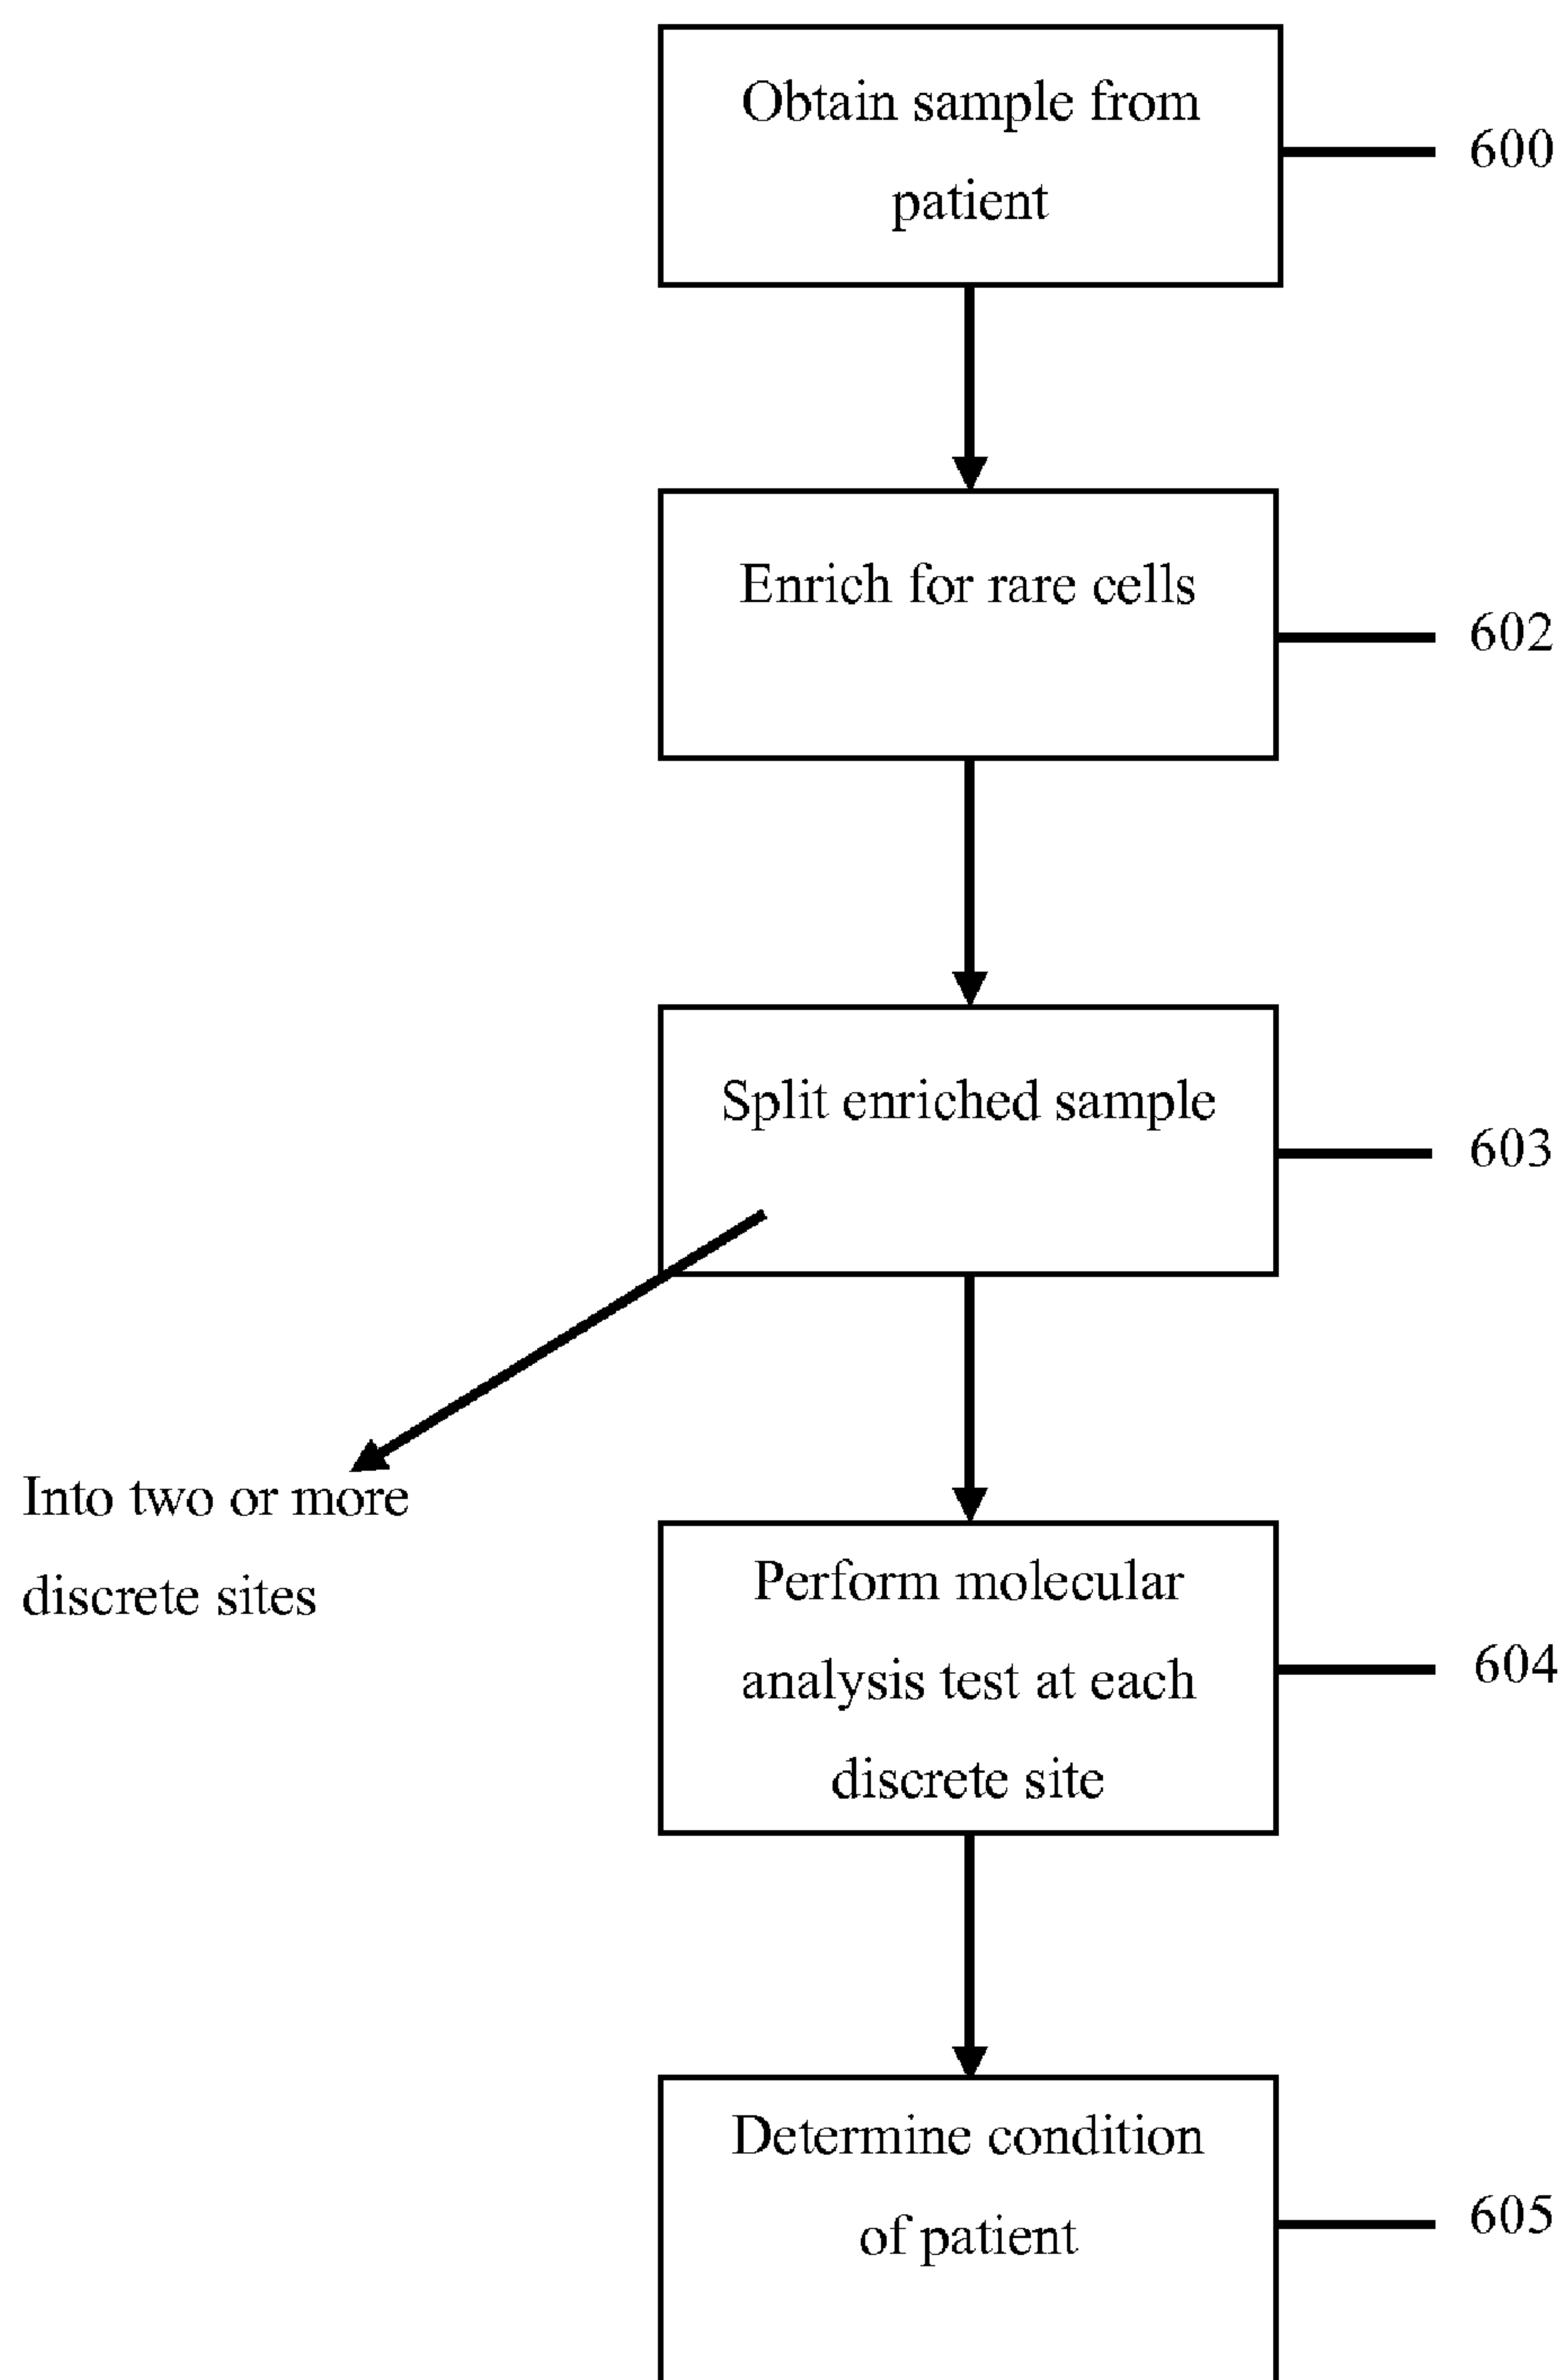 Obtain sample from
patient
600
Enrich for rare cells
602
Split enriched sample
603
Into two or more
discrete sites
Perform molecular
analysis test at each
discrete site
604
Determine condition
of patient
605